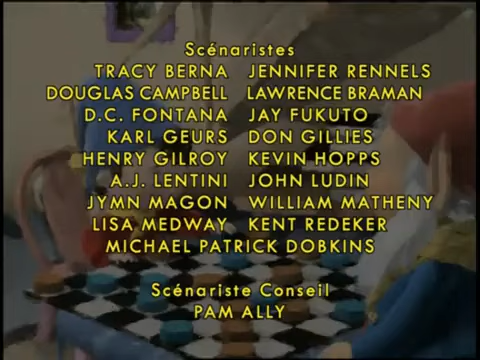 Scénaristes
TRACY BERNA JENNIFER RENNELS
DOUGLAS CAMPBELL LAWRENCE BRAMAN
D.C. FONTANA JAY FUKUTO
KARL GEURS DON GILLIES
HENRY GILROY KEVIN HOPPS
A.J. LENTINI JOHN LUDIN
JYMN MAGON WILLIAM MATHENY
LISA MEDWAY KENT REDEKER
MICHAEL PATRICK DOBKINS
Scénariste Conseil
PAM ALLY